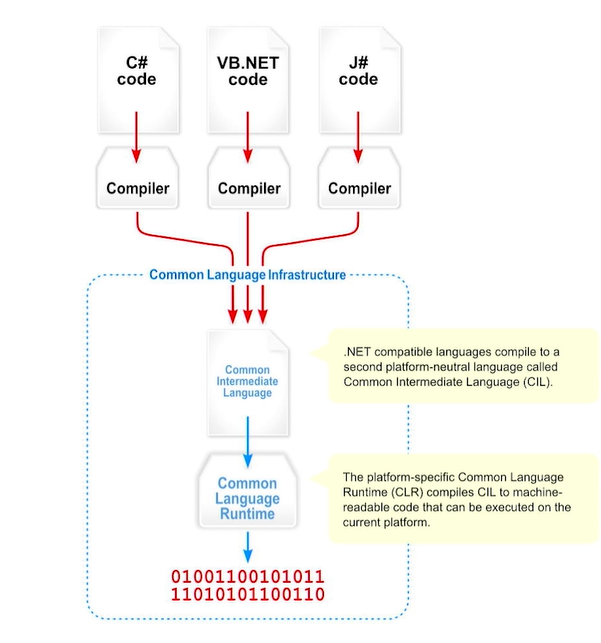 C#
code
VB.NET
code
J#
code
Compiler
Compiler
Compiler
Common Language Infrastructure
Common
Intermediate
Language
.NET compatible languages compile to a
second platform-neutral language called
Common Intermediate Language (CIL).
Common
Language
Runtime
The platform-specific Common Language
Runtime (CLR) compiles CIL to machine-
readable code that can be executed on the
current platform.
01001100101011
11010101100110